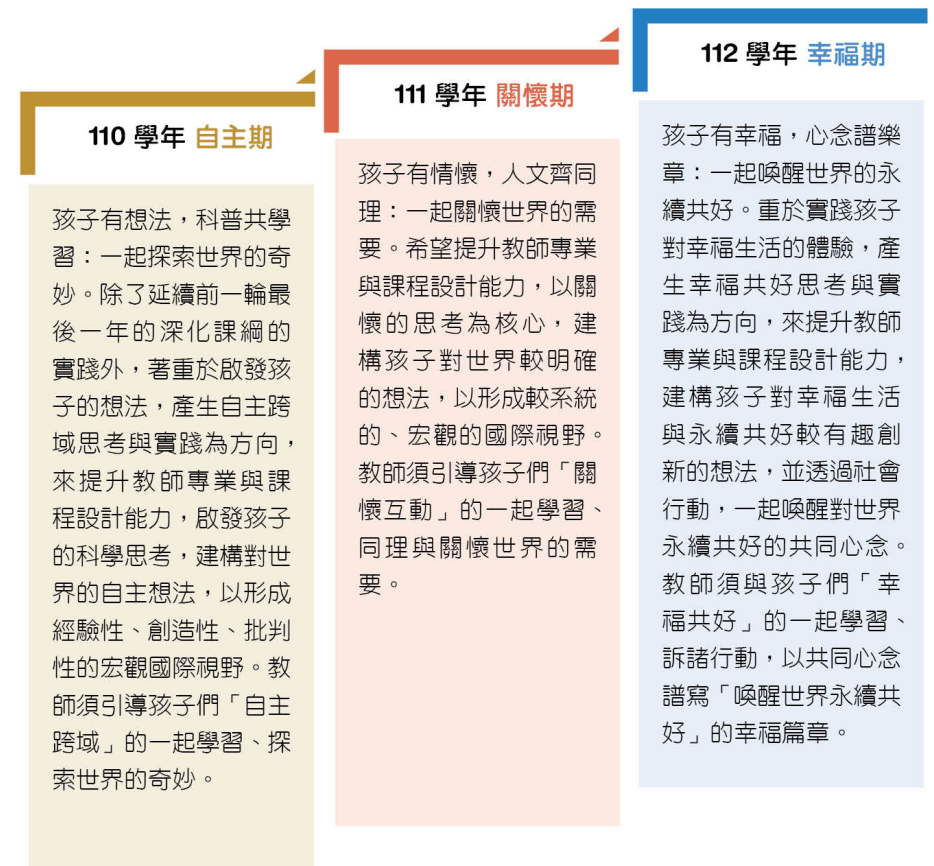 110 學年 自主期
孩子有想法，科普共學
習：一起探索世界的奇
妙。除了延續前一輪最
後一年的深化課綱的
實踐外，著重於啟發孩
子的想法，產生自主跨
域思考與實踐為方向，
來提升教師專業與課
程設計能力，啟發孩子
的科學思考，建構對世
界的自主想法，以形成
經驗性、創造性、批判
性的宏觀國際視野。教
師須引導孩子們「自主
跨域」的一起學習、探
索世界的奇妙。
111 學年 關懷期
孩子有情懷，人文齊同
理：一起關懷世界的需
要。希望提升教師專業
與課程設計能力，以關
懷的思考為核心，建
構孩子對世界較明確
的想法，以形成較系統
的、宏觀的國際視野。
教師須引導孩子們「關
懷互動」的一起學習、
同理與關懷世界的需
要。
112 學年 幸福期
孩子有幸福，心念譜樂
章：一起喚醒世界的永
續共好。重於實踐孩子
對幸福生活的體驗，產
生幸福共好思考與實
踐為方向，來提升教師
專業與課程設計能力，
建構孩子對幸福生活
與永續共好較有趣創
新的想法，並透過社會
行動，一起喚醒對世界
永續共好的共同心念。
教師須與孩子們「幸
福共好」的一起學習、
訴諸行動，以共同心念
譜寫「喚醒世界永續共
好」的幸福篇章。